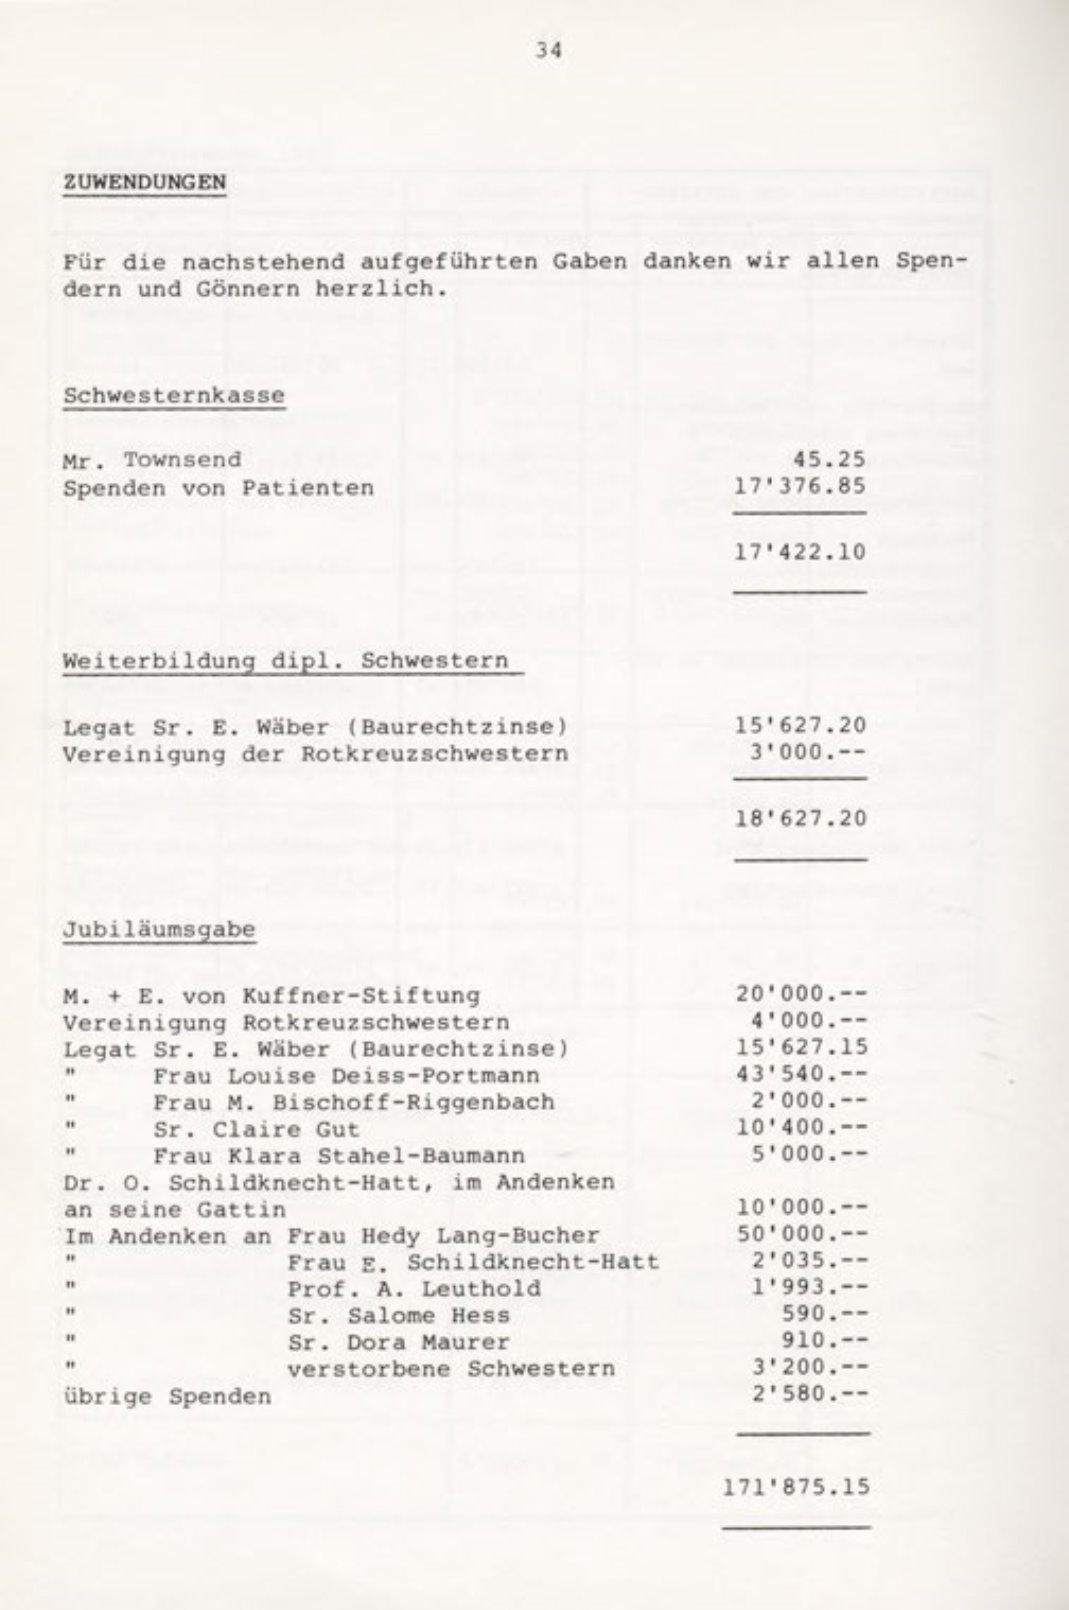 34
ZUWENDUNGEN
Für die nachstehend aufgeführten Gaben danken wir allen Spen-
dern und Gönnern herzlich.
Schwesternkasse
Mr. Townsend 45.25
Spenden von Patienten 17'376.85
17'422.10
Weiterbildung dipl. Schwestern
Legat Sr. E. Wäber (Baurechtzinse) 15'627.20
Vereinigung der Rotkreuzschwestern 3'000.--
18'627.20
Jubiläumsgabe
M. + E. von Kuffner-Stiftung 20'000.--
Vereinigung Rotkreuzschwestern 4'000.--
Legat Sr. E. Wäber (Baurechtzinse) 15'627.15
" Frau Louise Deiss-Portmann 43'540.--
" Frau M. Bischoff-Riggenbach 2'000.--
" Sr. Claire Gut 10'400.--
" Frau Klara Stahel-Baumann 5'000.--
Dr. O. Schildknecht-Hatt, im Andenken
an seine Gattin 10'000.--
Im Andenken an Frau Hedy Lang-Bucher 50'000.--
" Frau E. Schildknecht-Hatt 2'035.--
" Prof. A. Leuthold 1'993.--
" Sr. Salome Hess 590.--
" Sr. Dora Maurer 910.--
" verstorbene Schwestern 3'200.--
übrige Spenden 2'580.--
171'875.15